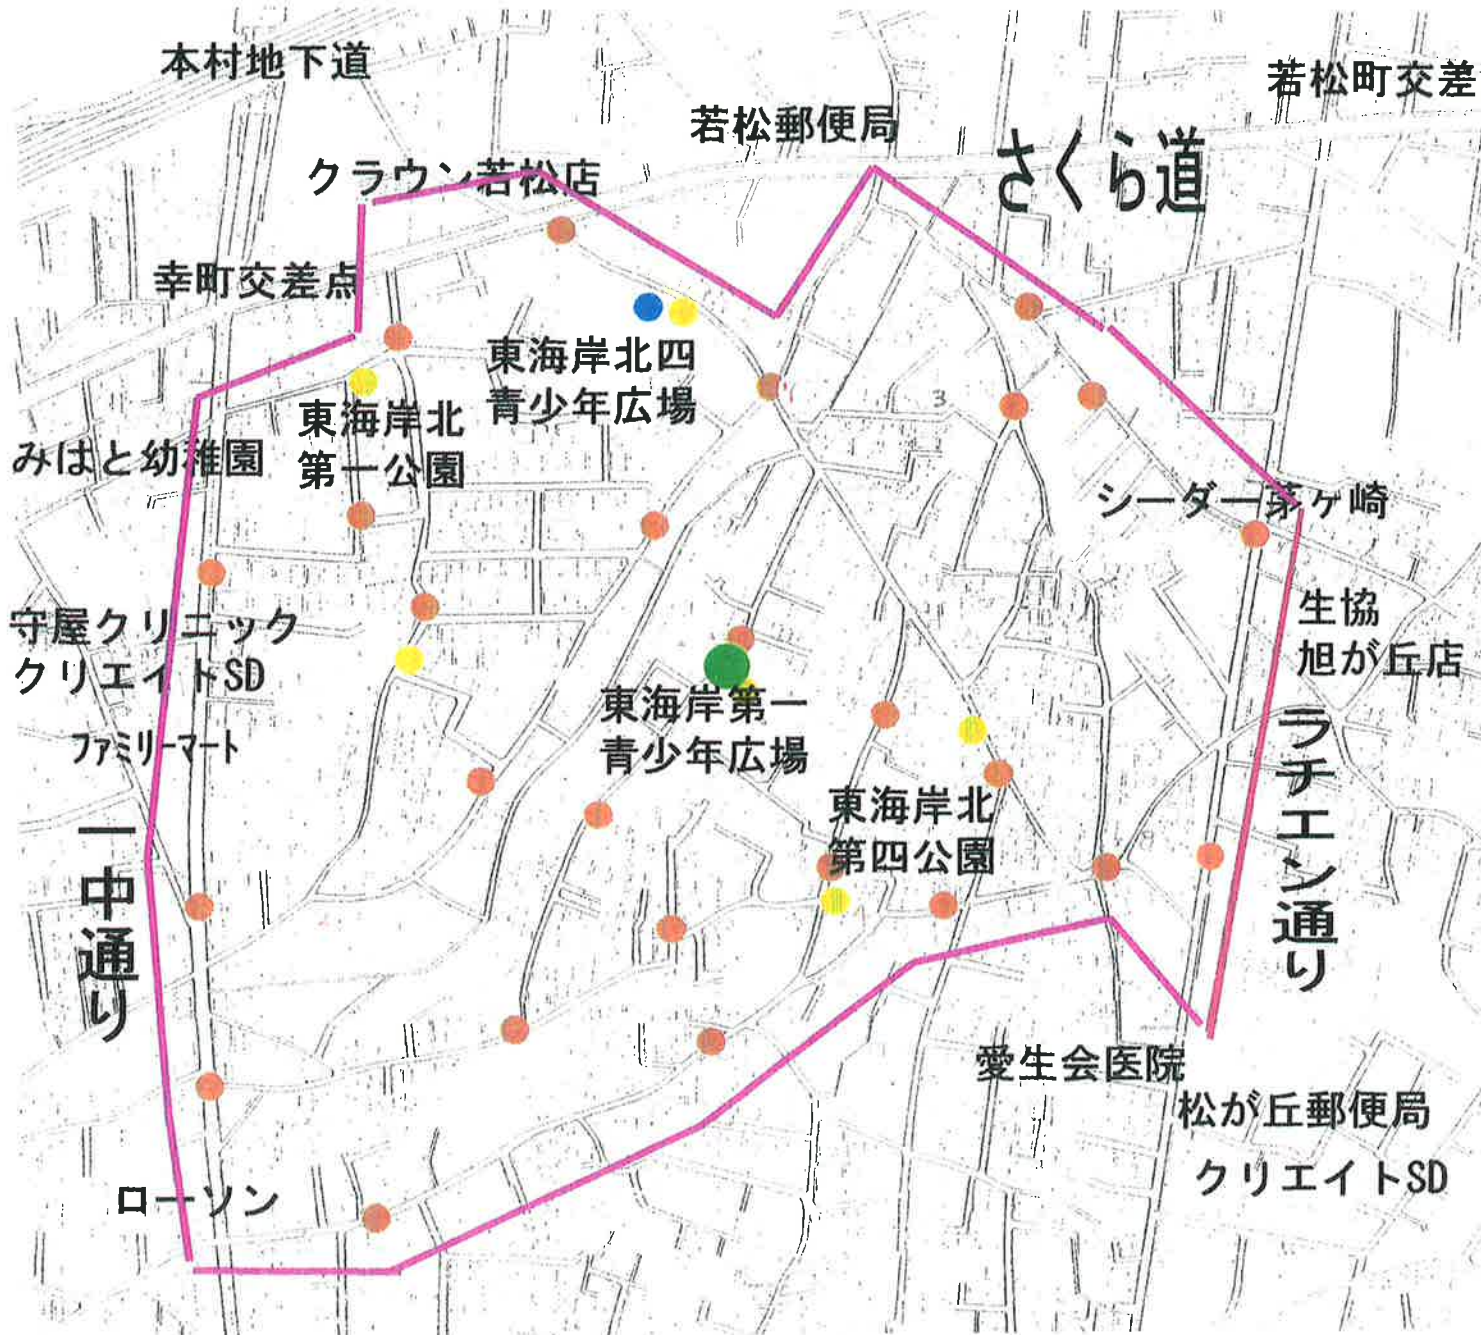 本村地下道
若松町交差
若松郵便局
さくら道
クラウン若松店
幸町交差点
東海岸北四
青少年広場
3
東海岸北
第一公園
みはと幼稚園
シーダー茅ヶ崎
守屋クリニック
クリエイトSD
生協
旭が丘店
東海岸第一
青少年広場
ファミリーマート
ラチエン通り
東海岸北
第四公園
一中通り
愛生会医院
松が丘郵便局
クリエイトSD
ローソン